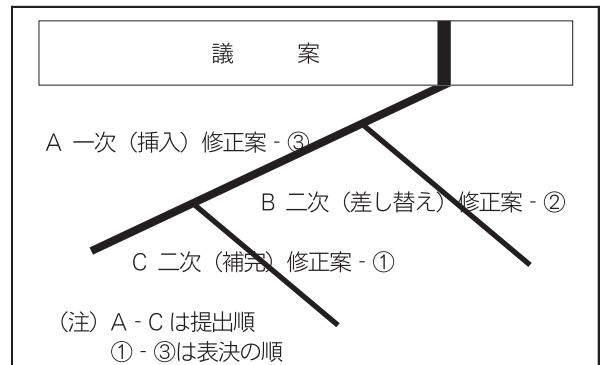 議案
A 一次（挿入）修正案 - ③
B 二次（差し替え）修正案 - ②
C 二次（補完）修正案 - ①
（注）A - C は提出順
① - ③は表決の順